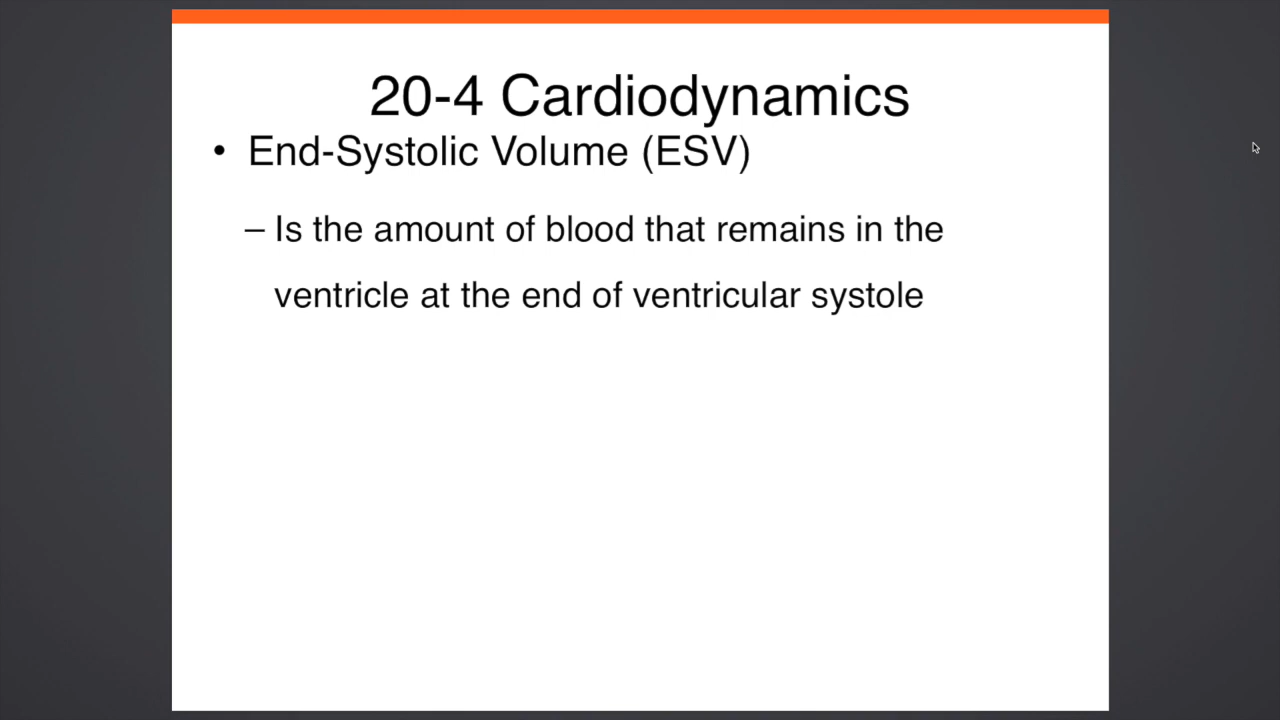 20-4 Cardiodynamics
• End-Systolic Volume (ESV)
– Is the amount of blood that remains in the
ventricle at the end of ventricular systole